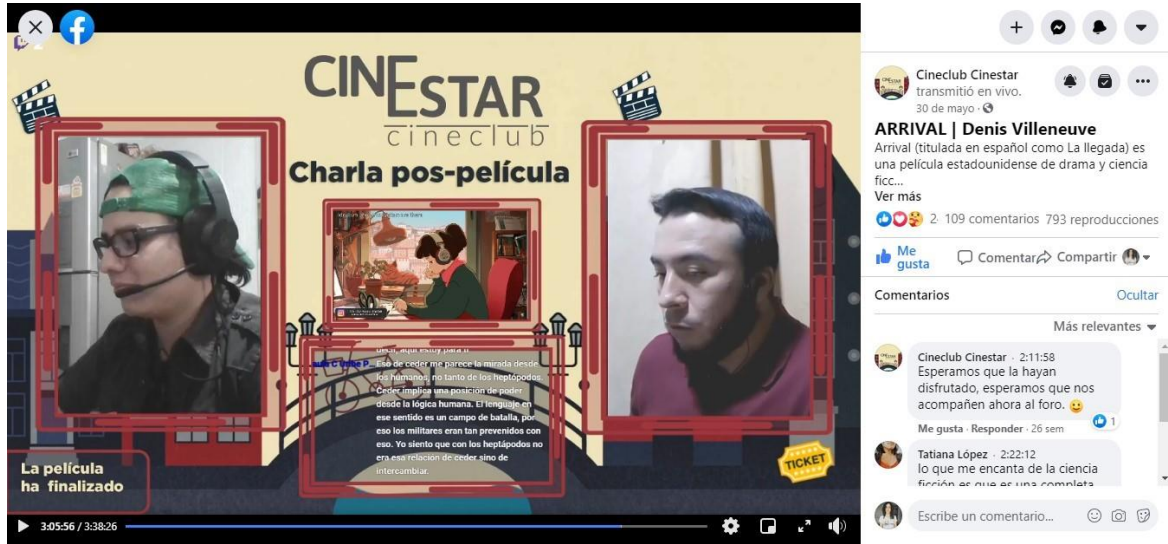 CINESTAR
cineclub
Charla pos-película
decir, aquí estoy para ti
Eso de ceder me parece la mirada desde
los humanos, no tanto de los heptópodos.
Ceder implica una posición de poder
desde la lógica humana. El lenguaje en
ese sentido es un campo de batalla, por
eso los militares eran tan prevenidos con
eso. Yo siento que con los heptápodos no
era esa relación de ceder sino de
intercambiar.
La película
ha finalizado
TICKET
3:05:56 / 3:38:26
Cineclub Cinestar
transmitió en vivo.
30 de mayo ·
ARRIVAL | Denis Villeneuve
Arrival (titulada en español como La llegada) es
una película estadounidense de drama y ciencia
ficc...
Ver más
2· 109 comentarios 793 reproducciones
Me
gusta
Comentar
Compartir
Comentarios
Ocultar
Más relevantes
Cineclub Cinestar · 2:11:58
Esperamos que la hayan
disfrutado, esperamos que nos
acompañen ahora al foro. 🙂
1
Me gusta · Responder · 26 sem
Tatiana López · 2:22:12
lo que me encanta de la ciencia
ficción es que es una completa
Escribe un comentario...